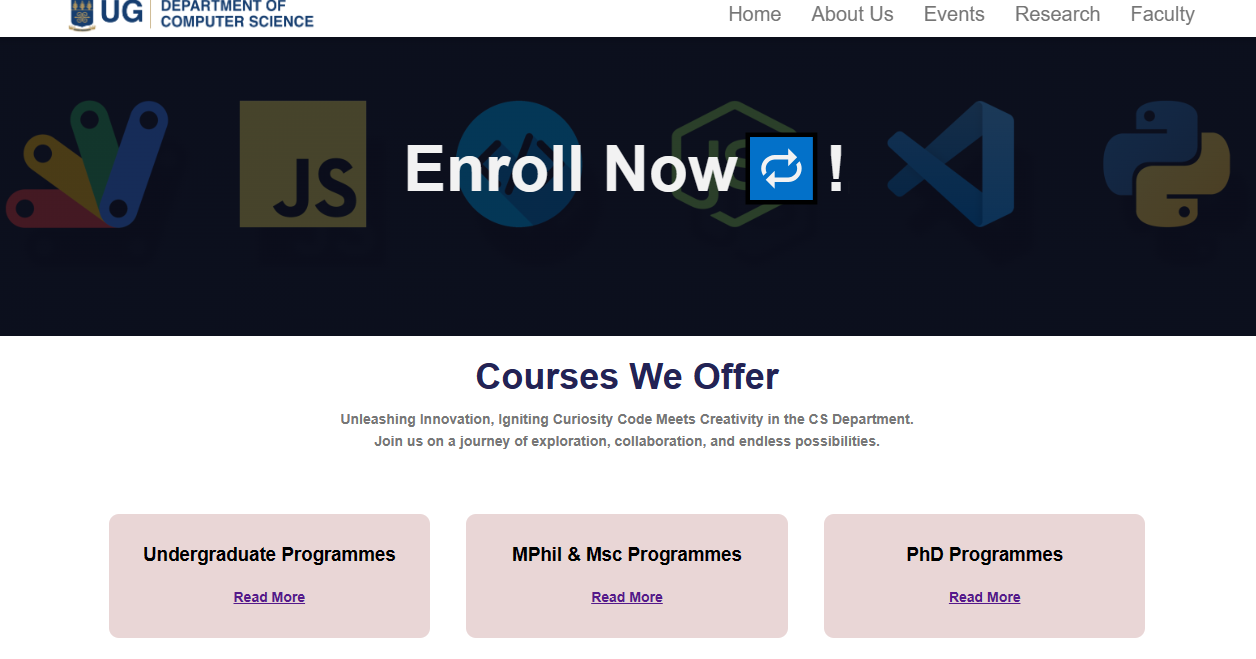 UG
DEPARTMENT OF
COMPUTER SCIENCE
Home About Us Events Research Faculty
JS
JS
Enroll Now 🔁 !
Courses We Offer
Unleashing Innovation, Igniting Curiosity Code Meets Creativity in the CS Department.
Join us on a journey of exploration, collaboration, and endless possibilities.
Undergraduate Programmes
Read More
MPhil & Msc Programmes
Read More
PhD Programmes
Read More